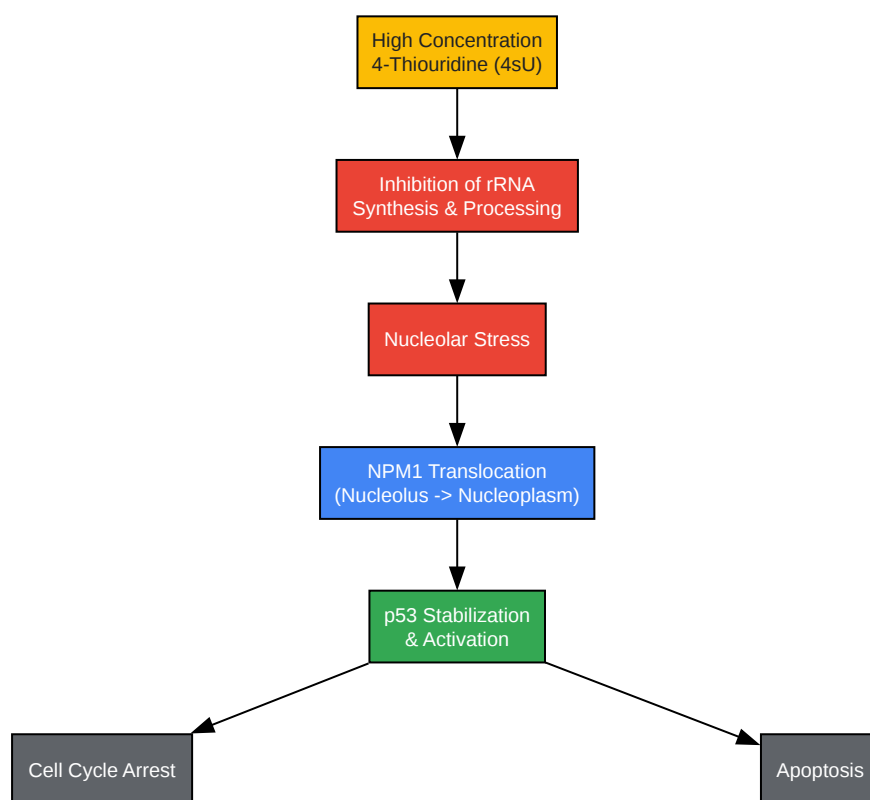 High Concentration
4-Thiouridine (4sU)
Inhibition of rRNA
Synthesis & Processing
Nucleolar Stress
NPM1 Translocation
(Nucleolus -> Nucleoplasm)
p53 Stabilization
& Activation
Cell Cycle Arrest
Apoptosis